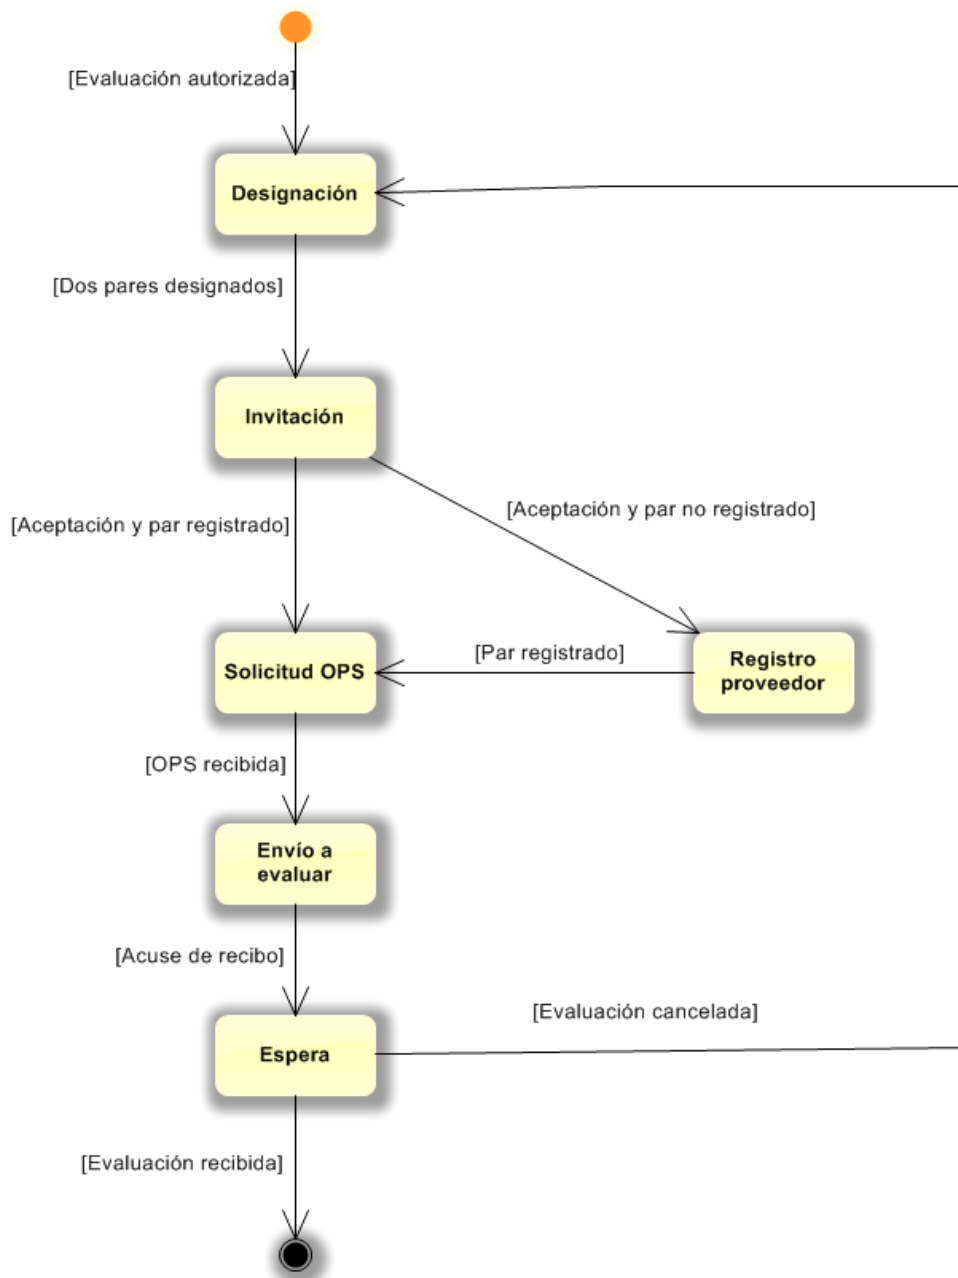 [Evaluación autorizada]
Designación
[Dos pares designados]
Invitación
[Aceptación y par registrado]
[Aceptación y par no registrado]
Solicitud OPS
[Par registrado]
Registro
proveedor
[OPS recibida]
Envío a
evaluar
[Acuse de recibo]
Espera
[Evaluación cancelada]
[Evaluación recibida]